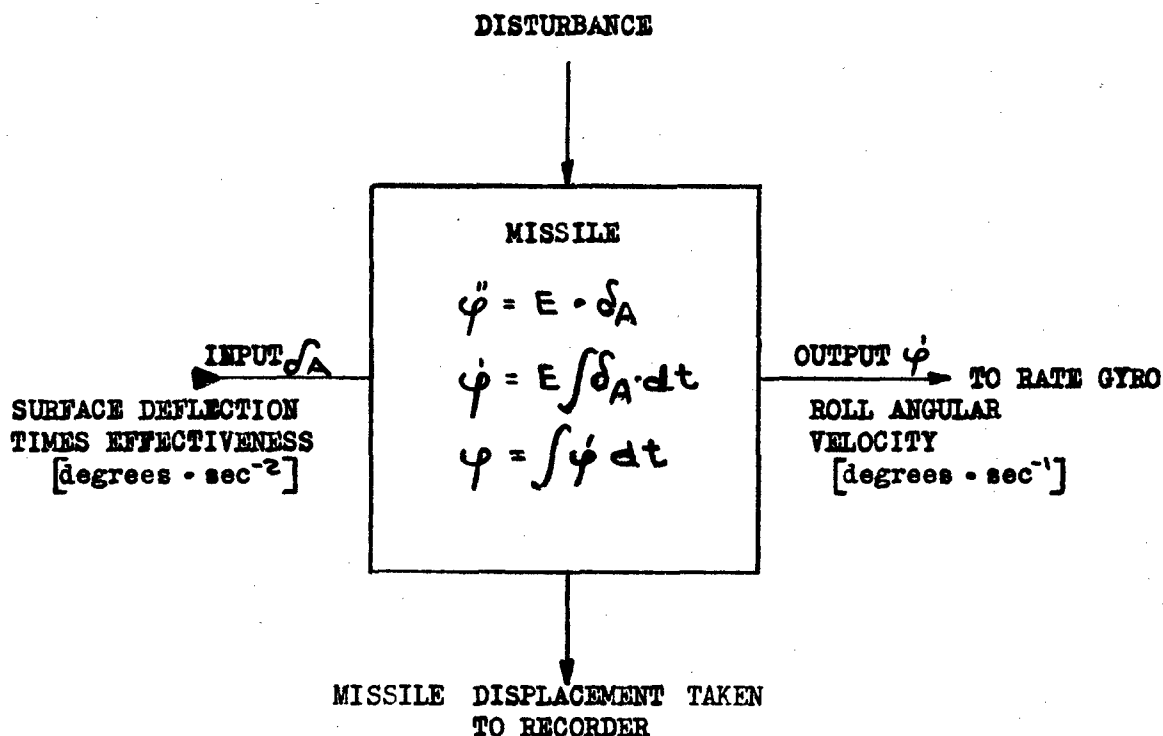 DISTURBANCE
MISSILE
φ̈ = E · δA
φ̇ = E ∫ δA · dt
φ = ∫ φ̇ dt
INPUT δA
SURFACE DEFLECTION
TIMES EFFECTIVENESS
[degrees · sec⁻²]
OUTPUT φ̇
TO RATE GYRO
ROLL ANGULAR
VELOCITY
[degrees · sec⁻¹]
MISSILE DISPLACEMENT TAKEN
TO RECORDER